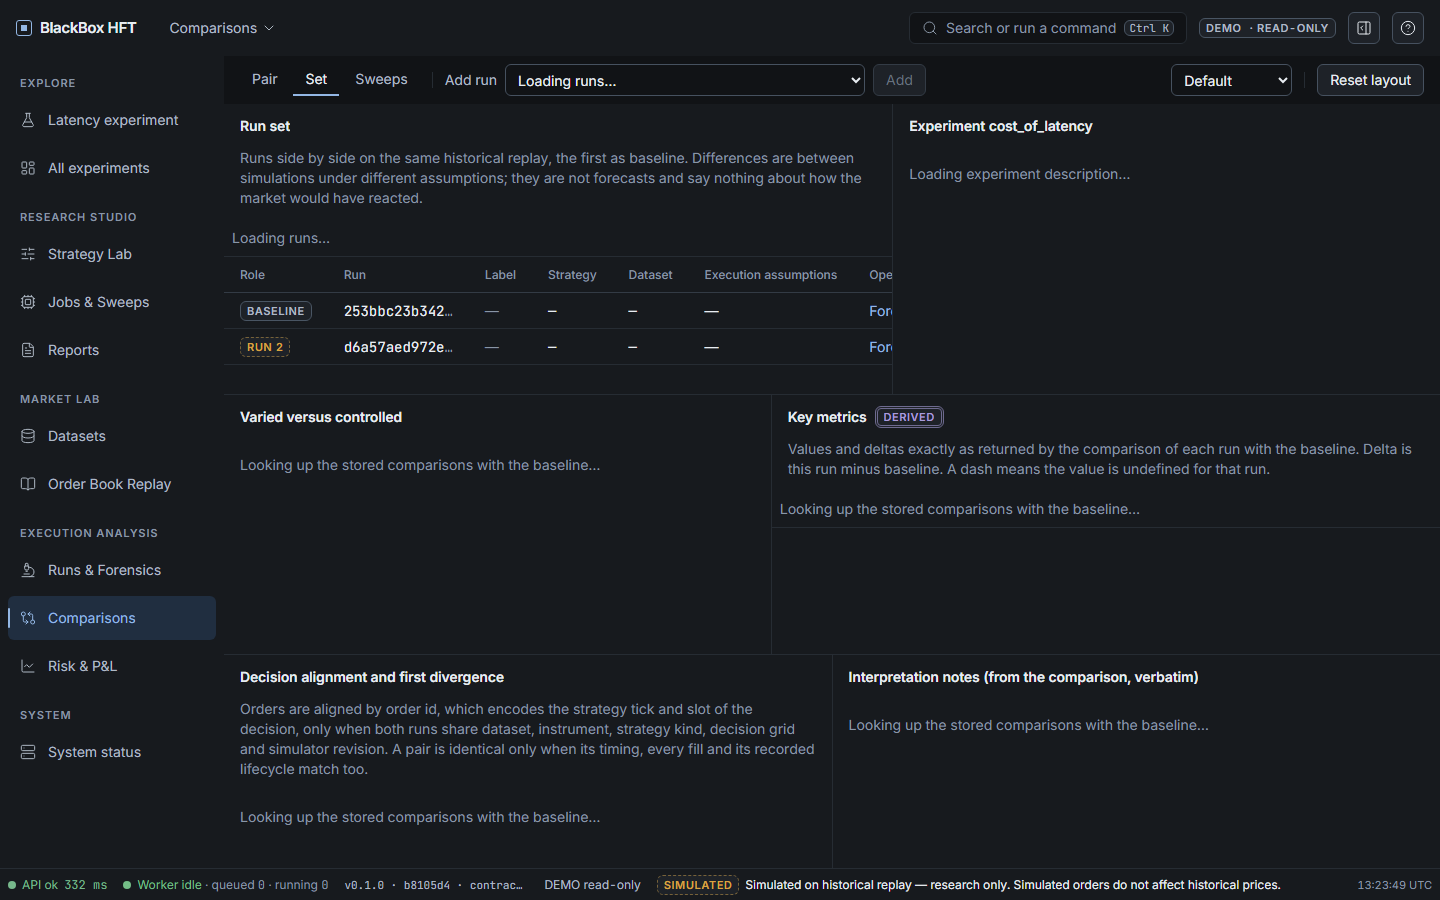 BlackBox HFT
Comparisons
Search or run a command Ctrl K
DEMO · READ-ONLY
EXPLORE
Latency experiment
All experiments
RESEARCH STUDIO
Strategy Lab
Jobs & Sweeps
Reports
MARKET LAB
Datasets
Order Book Replay
EXECUTION ANALYSIS
Runs & Forensics
Comparisons
Risk & P&L
SYSTEM
System status
Pair Set Sweeps Add run Loading runs... Add Default Reset layout
Run set
Runs side by side on the same historical replay, the first as baseline. Differences are between
simulations under different assumptions; they are not forecasts and say nothing about how the
market would have reacted.
Loading runs...
Role Run Label Strategy Dataset Execution assumptions Ope
BASELINE 253bbc23b342… — — — — For
RUN 2 d6a57aed972e… — — — — For
Experiment cost_of_latency
Loading experiment description...
Varied versus controlled
Looking up the stored comparisons with the baseline...
Key metrics DERIVED
Values and deltas exactly as returned by the comparison of each run with the baseline. Delta is
this run minus baseline. A dash means the value is undefined for that run.
Looking up the stored comparisons with the baseline...
Decision alignment and first divergence
Orders are aligned by order id, which encodes the strategy tick and slot of the
decision, only when both runs share dataset, instrument, strategy kind, decision grid
and simulator revision. A pair is identical only when its timing, every fill and its recorded
lifecycle match too.
Looking up the stored comparisons with the baseline...
Interpretation notes (from the comparison, verbatim)
Looking up the stored comparisons with the baseline...
API ok 332 ms Worker idle · queued 0 · running 0 v0.1.0 · b8105d4 · contrac… DEMO read-only SIMULATED Simulated on historical replay — research only. Simulated orders do not affect historical prices. 13:23:49 UTC